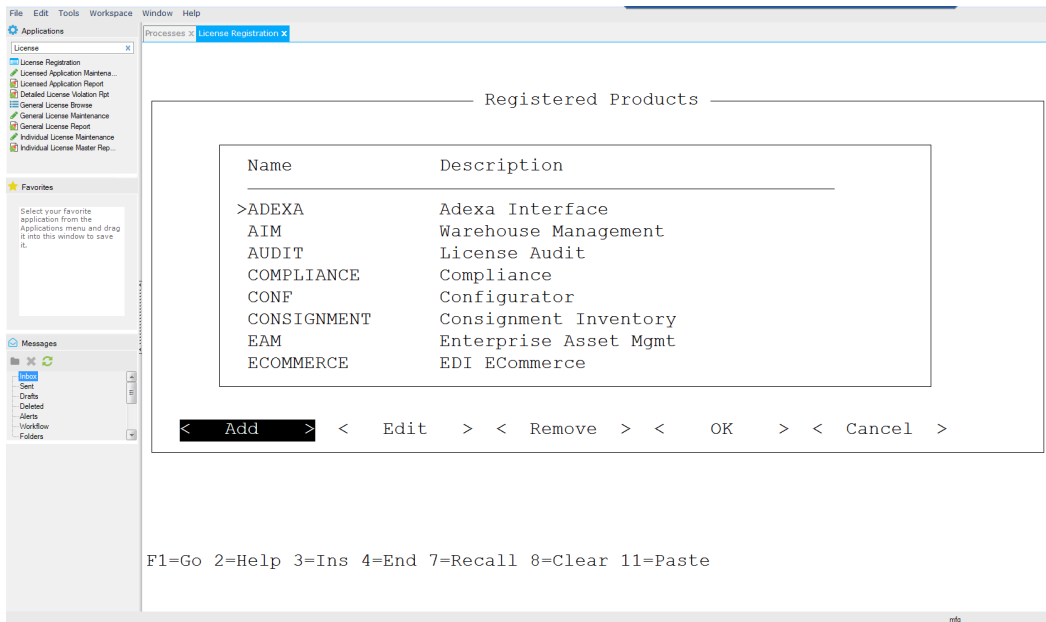 File Edit Tools Workspace Window Help
Applications
License x
License Registration
Licensed Application Maintena...
Licensed Application Report
Detailed License Violation Rpt
General License Browse
General License Maintenance
General License Report
Individual License Maintenance
Individual License Master Rep...
Favorites
Select your favorite
application from the
Applications menu and drag
it into this window to save
it.
Messages
Inbox
Sent
Drafts
Deleted
Alerts
Workflow
Folders
Processes X License Registration X
Registered Products
Name Description
>ADEXA Adexa Interface
AIM Warehouse Management
AUDIT License Audit
COMPLIANCE Compliance
CONF Configurator
CONSIGNMENT Consignment Inventory
EAM Enterprise Asset Mgmt
ECOMMERCE EDI ECommerce
< Add > < Edit > < Remove > < OK > < Cancel >
F1=Go 2=Help 3=Ins 4=End 7=Recall 8=Clear 11=Paste
mfg